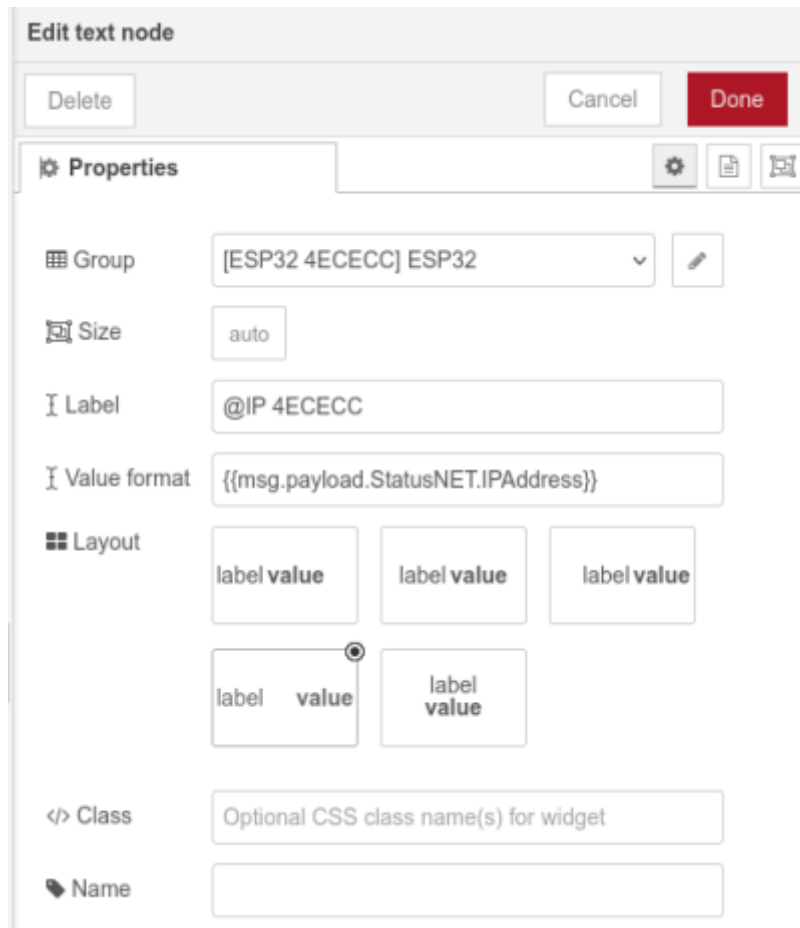 Edit text node
Delete Cancel Done
Properties
Group [ESP32 4ECECC] ESP32
Size auto
Label @IP 4ECECC
Value format {{msg.payload.StatusNET.IPAddress}}
Layout label value label value label value
label value label
value
</> Class Optional CSS class name(s) for widget
Name